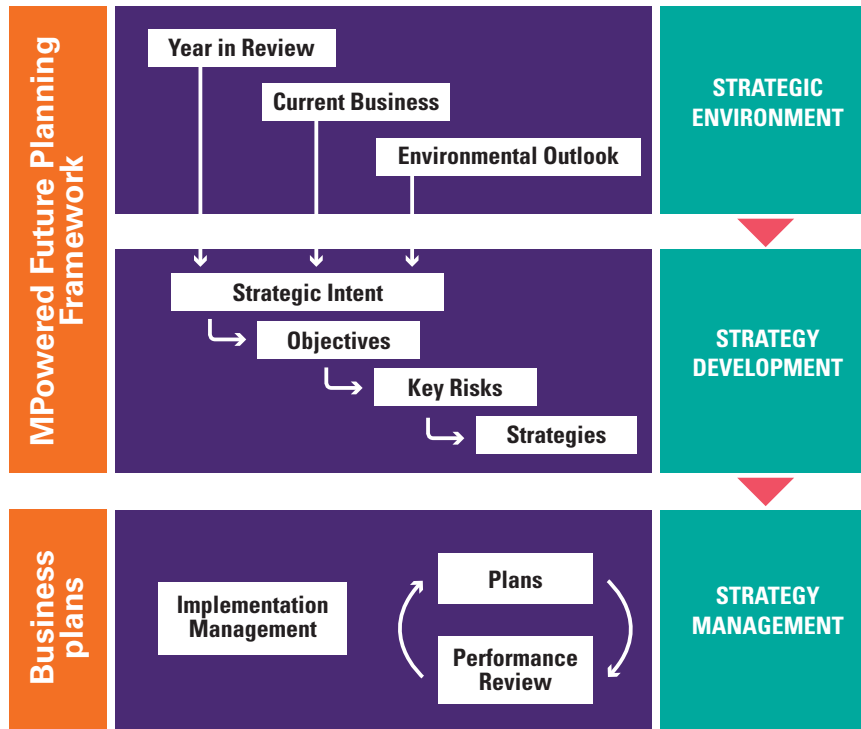 MPowered Future Planning
Framework
Year in Review
Current Business
Environmental Outlook
STRATEGIC
ENVIRONMENT
Strategic Intent
Objectives
Key Risks
Strategies
STRATEGY
DEVELOPMENT
Business
plans
Implementation
Management
Plans
Performance
Review
STRATEGY
MANAGEMENT